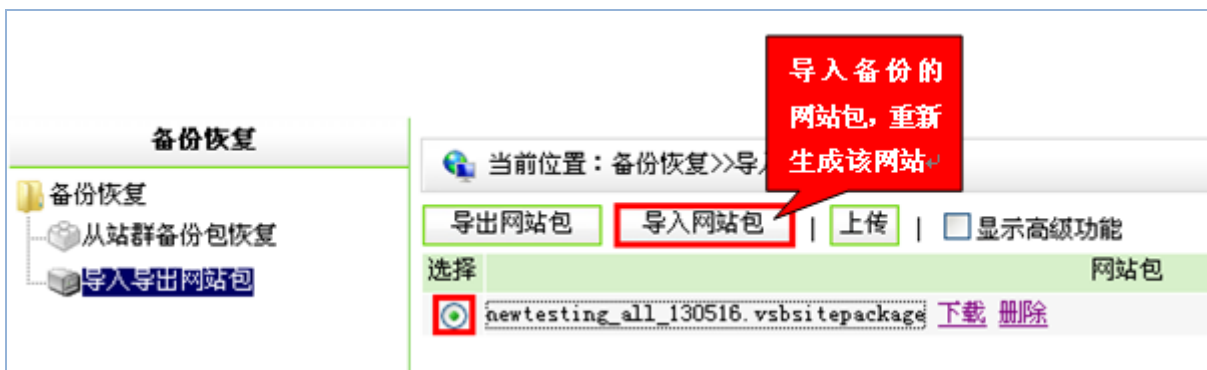 导入备份的
网站包，重新
生成该网站
备份恢复
当前位置：备份恢复>>导
备份恢复
从站群备份包恢复
导入导出网站包
导出网站包 导入网站包 | 上传 | 显示高级功能
选择 网站包
newtesting_all_130516.vsbsitepackage 下载 删除